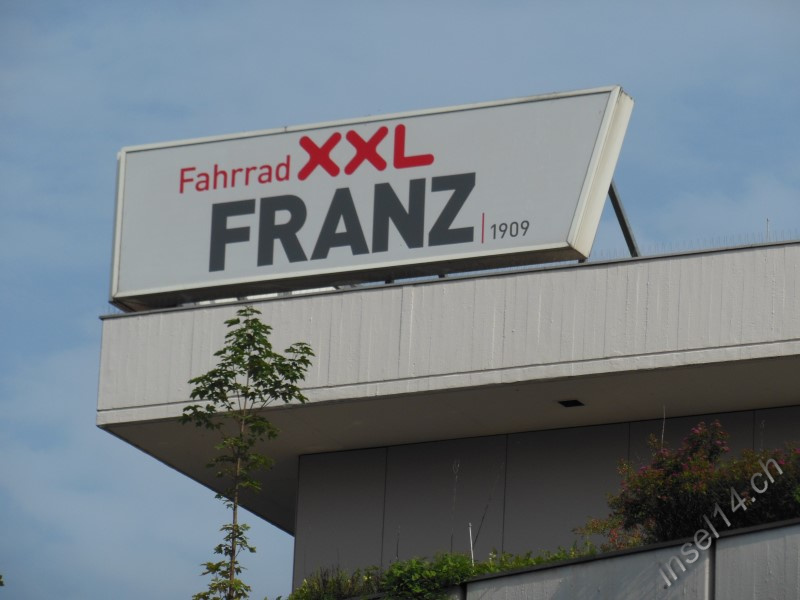 Fahrrad XXL
FRANZ | 1909
insel14.ch